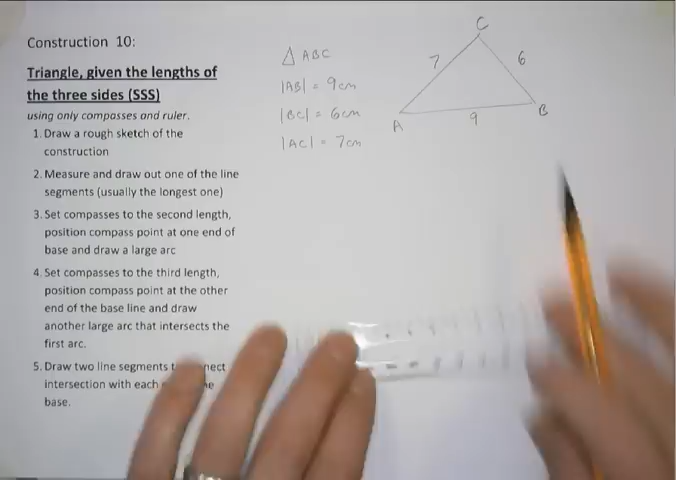 Construction 10:
Triangle, given the lengths of
the three sides (SSS)
using only compasses and ruler.
1. Draw a rough sketch of the
construction
2. Measure and draw out one of the line
segments (usually the longest one)
3. Set compasses to the second length,
position compass point at one end of
base and draw a large arc
4. Set compasses to the third length,
position compass point at the other
end of the base line and draw
another large arc that intersects the
first arc.
5. Draw two line segments
intersection with each
base.
△ ABC
|AB| = 9cm
|BC| = 6cm
|AC| = 7cm
C
7
6
A
9
B